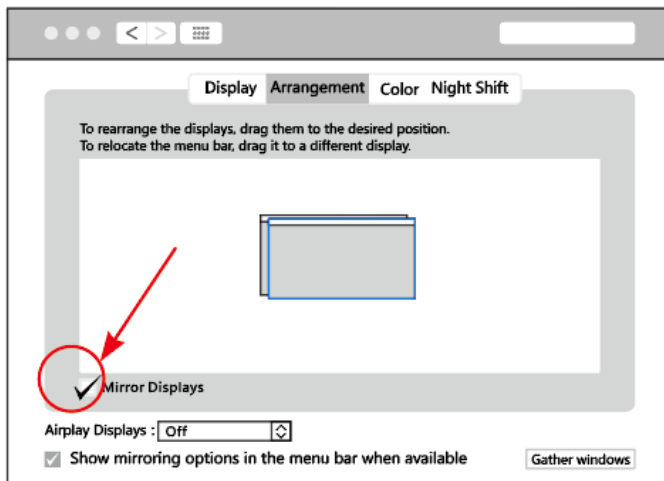 Display Arrangement Color Night Shift
To rearrange the displays, drag them to the desired position.
To relocate the menu bar, drag it to a different display.
Mirror Displays
Airplay Displays : Off
Show mirroring options in the menu bar when available
Gather windows